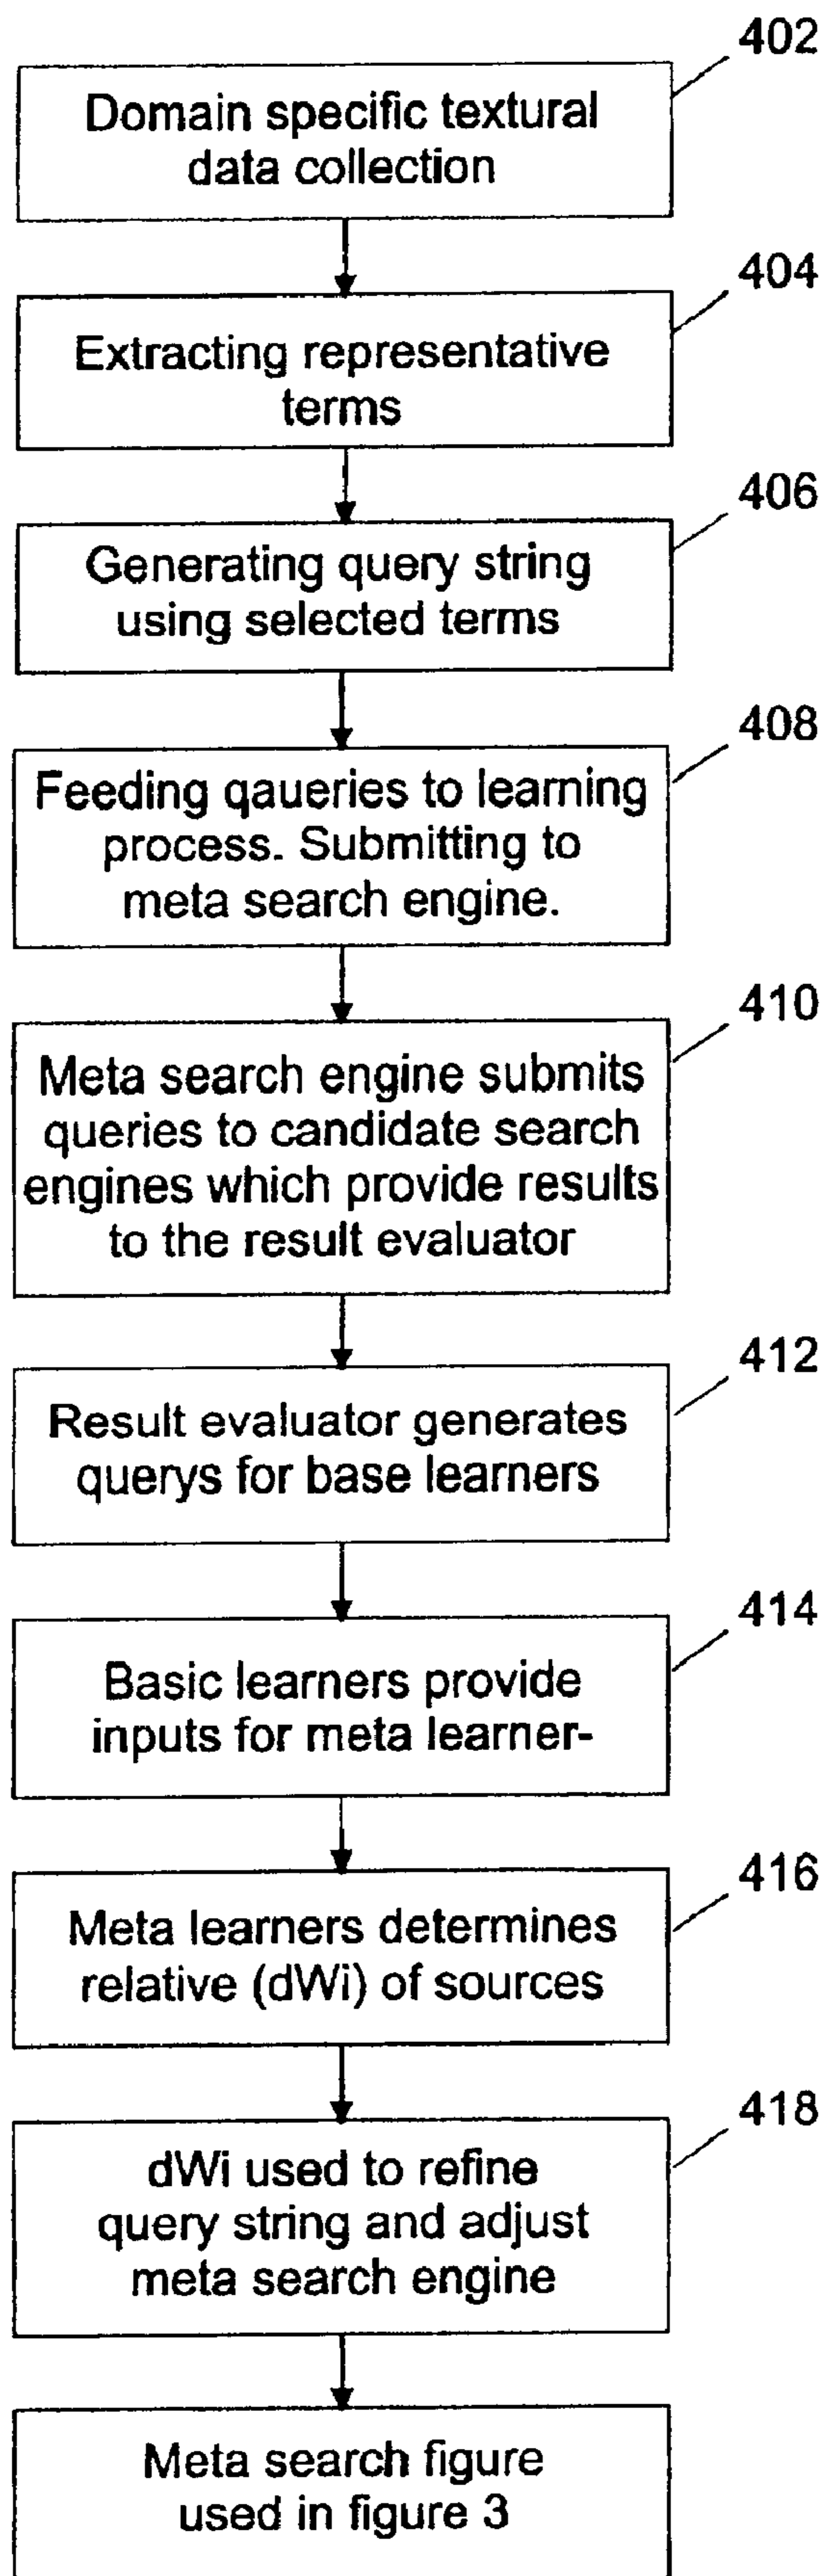 402
Domain specific textural
data collection
404
Extracting representative
terms
406
Generating query string
using selected terms
408
Feeding qaueries to learning
process. Submitting to
meta search engine.
410
Meta search engine submits
queries to candidate search
engines which provide results
to the result evaluator
412
Result evaluator generates
querys for base learners
414
Basic learners provide
inputs for meta learner-
416
Meta learners determines
relative (dWi) of sources
418
dWi used to refine
query string and adjust
meta search engine
Meta search figure
used in figure 3